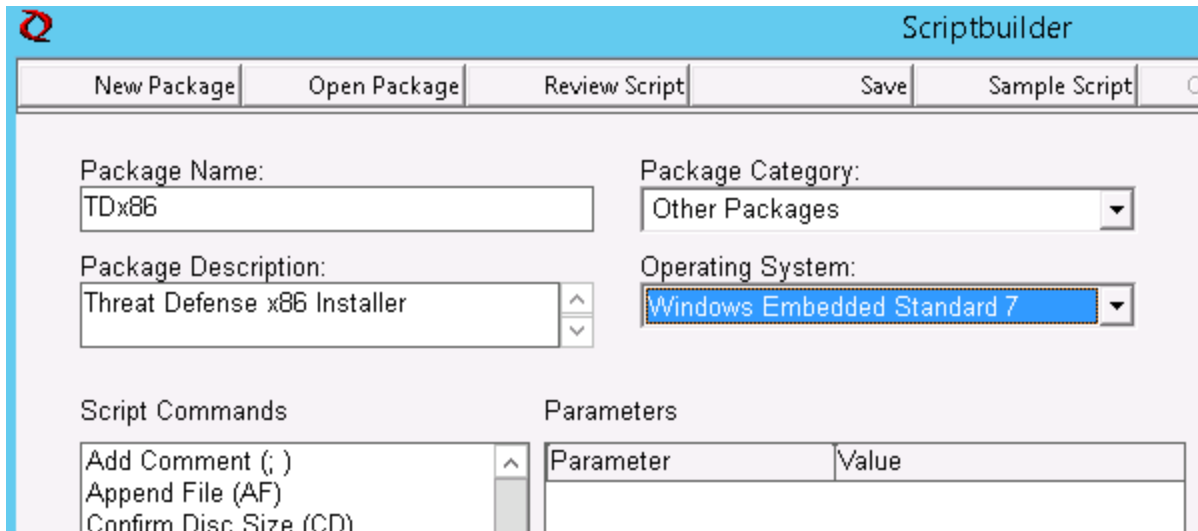 Scriptbuilder
New Package Open Package Review Script Save Sample Script
Package Name: Package Category:
TDx86 Other Packages
Package Description: Operating System:
Threat Defense x86 Installer Windows Embedded Standard 7
Script Commands Parameters
Add Comment (; ) Parameter Value
Append File (AF)
Confirm Disc Size (CD)